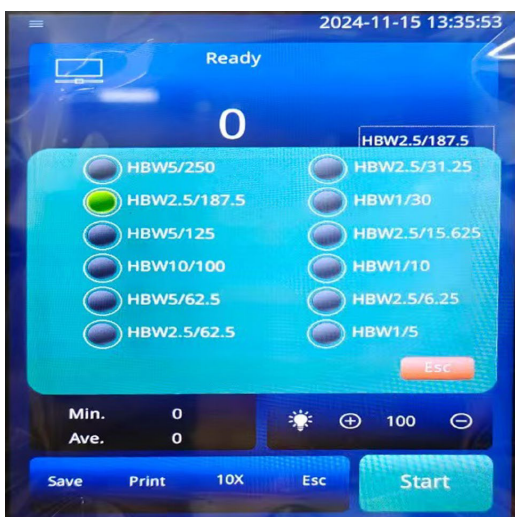 2024-11-15 13:35:53
Ready
0
HBW2.5/187.5
HBW5/250
HBW2.5/31.25
HBW2.5/187.5
HBW1/30
HBW5/125
HBW2.5/15.625
HBW10/100
HBW1/10
HBW5/62.5
HBW2.5/6.25
HBW2.5/62.5
HBW1/5
Esc
Min. 0
Ave. 0
100
Save Print 10X Esc Start